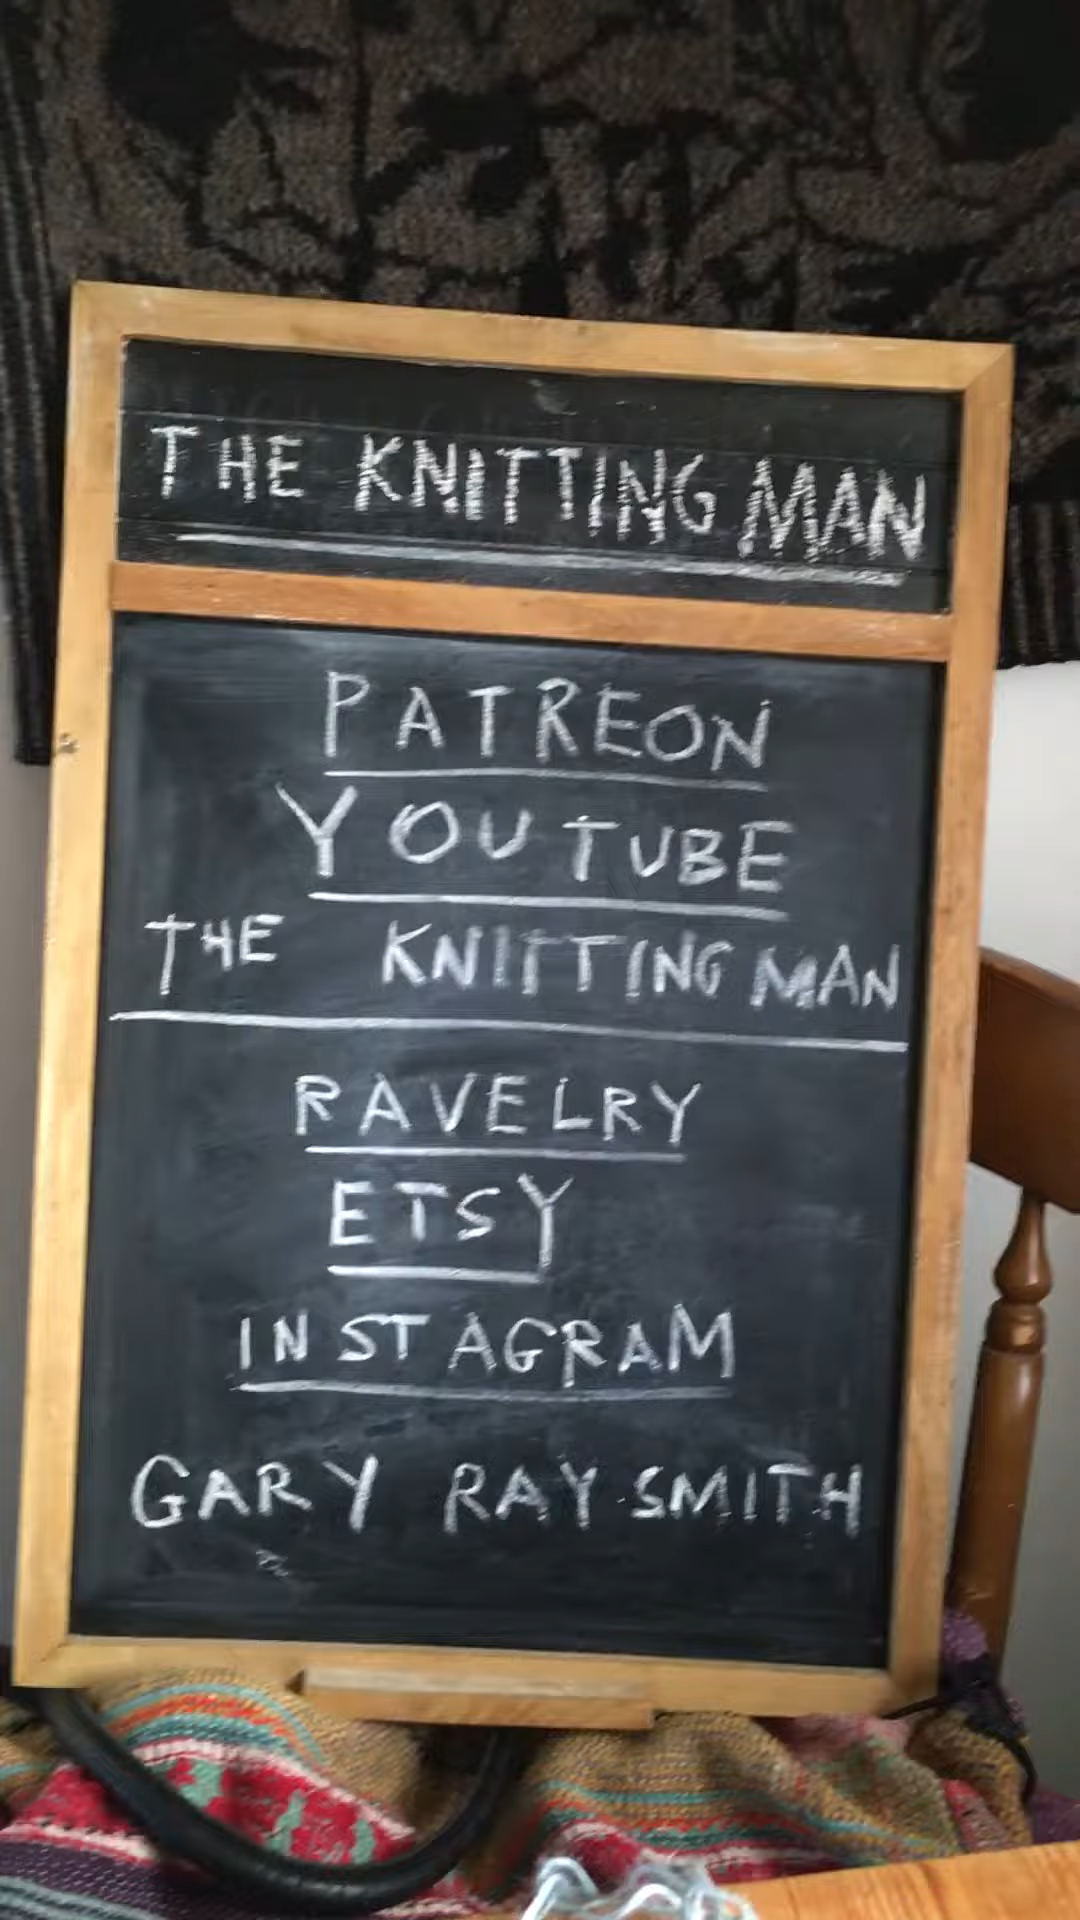 THE KNITTING MAN
PATREON
YOUTUBE
THE KNITTING MAN
RAVELRY
ETSY
INSTAGRAM
GARY RAY SMITH